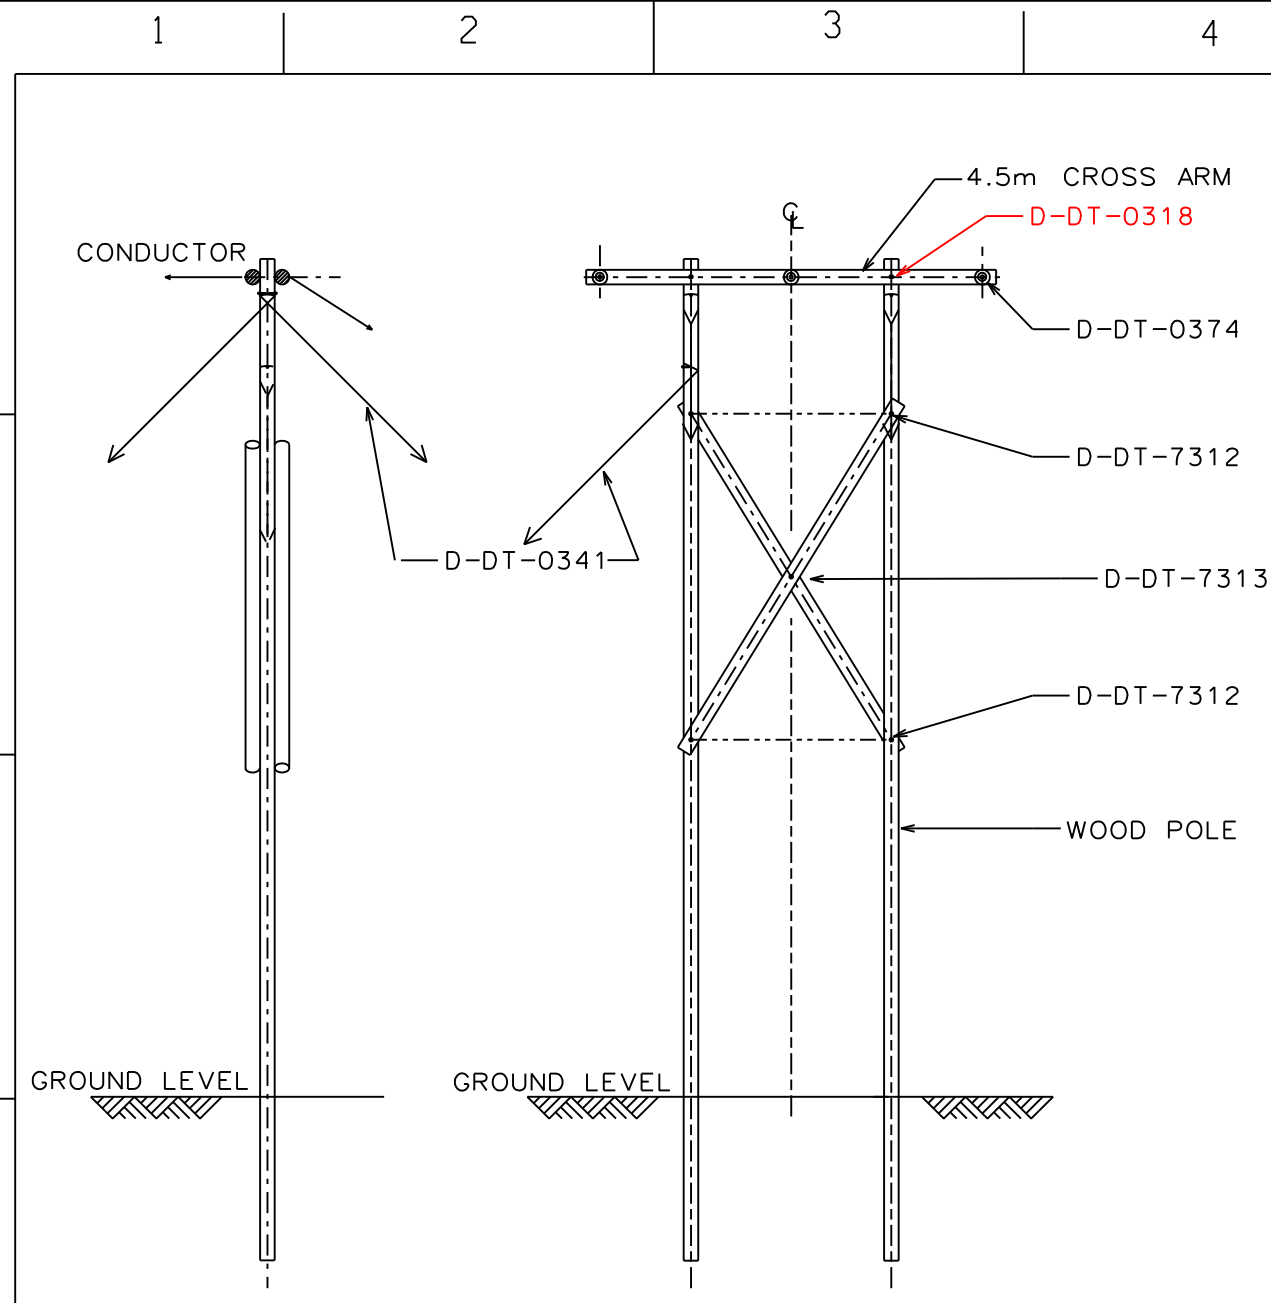 1
2
3
4
4.5m CROSS ARM
℄
D-DT-0318
CONDUCTOR
D-DT-0374
D-DT-7312
D-DT-0341
D-DT-7313
D-DT-7312
WOOD POLE
GROUND LEVEL
GROUND LEVEL